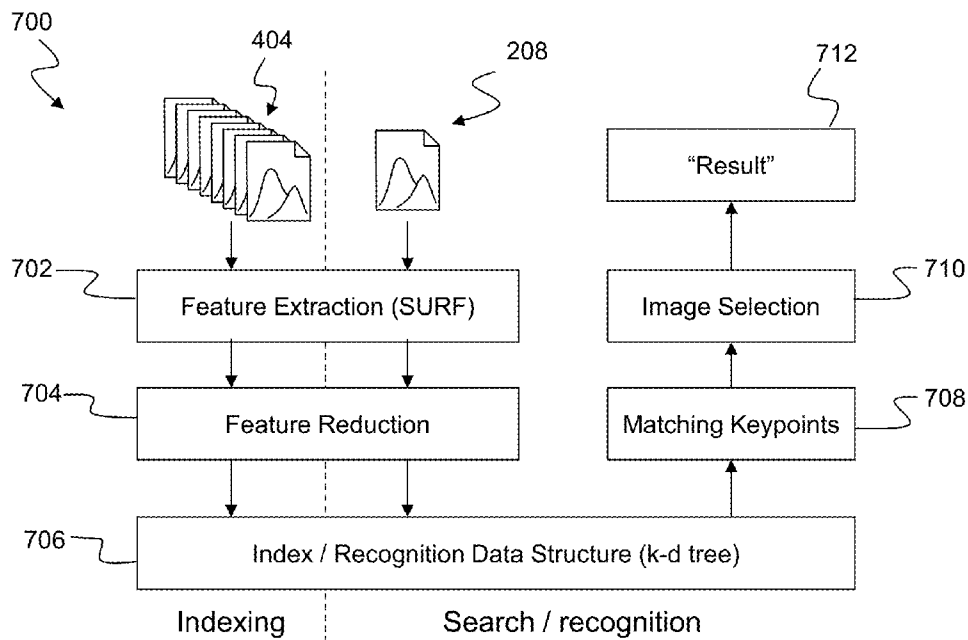 700
404
208
712
"Result"
702
Feature Extraction (SURF)
Image Selection
710
704
Feature Reduction
Matching Keypoints
708
706
Index / Recognition Data Structure (k-d tree)
Indexing
Search / recognition